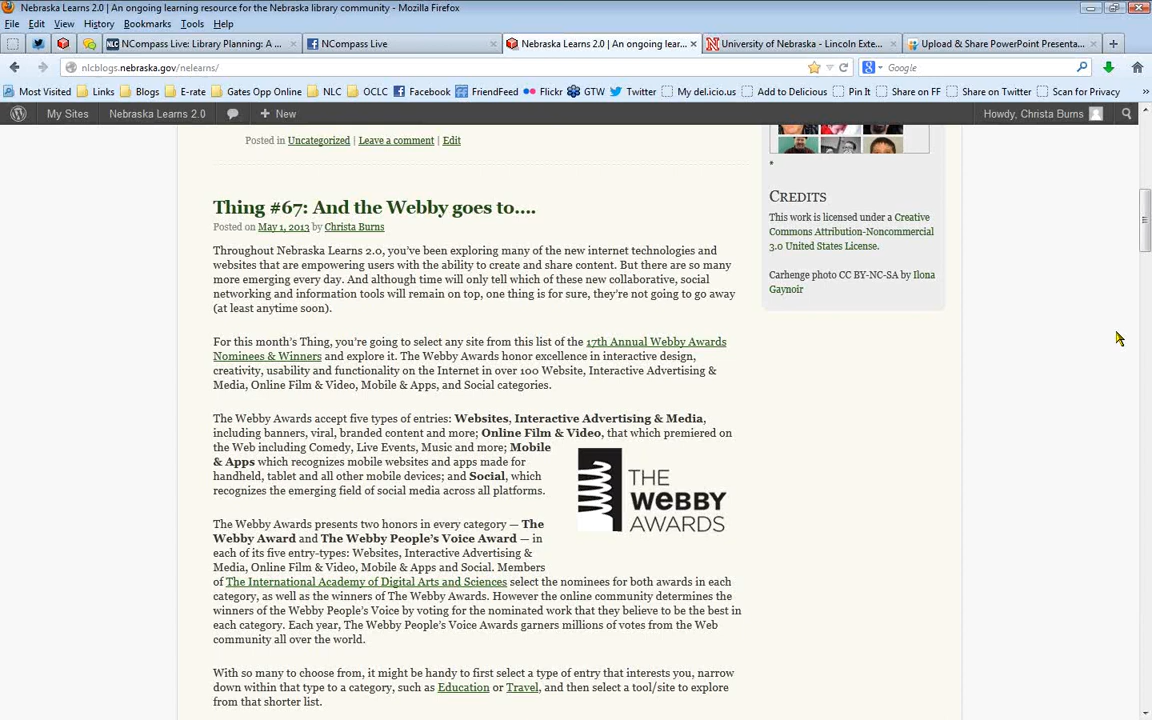 Nebraska Learns 2.0 | An ongoing learning resource for the Nebraska library community - Mozilla Firefox
File Edit View History Bookmarks Tools Help
NCompass Live: Library Planning: A ...
NCompass Live
Nebraska Learns 2.0 | An ongoing lear...
University of Nebraska - Lincoln Exte...
Upload & Share PowerPoint Presenta...
nlcblogs.nebraska.gov/nelearns/
Google
Most Visited Links Blogs E-rate Gates Opp Online NLC OCLC Facebook FriendFeed Flickr GTW Twitter My del.icio.us Add to Delicious Pin It Share on FF Share on Twitter Scan for Privacy
My Sites Nebraska Learns 2.0 New Howdy, Christa Burns
Posted in Uncategorized | Leave a comment | Edit
Thing #67: And the Webby goes to....
Posted on May 1, 2013 by Christa Burns
Throughout Nebraska Learns 2.0, you've been exploring many of the new internet technologies and
websites that are empowering users with the ability to create and share content. But there are so many
more emerging every day. And although time will only tell which of these new collaborative, social
networking and information tools will remain on top, one thing is for sure, they're not going to go away
(at least anytime soon).
For this month's Thing, you're going to select any site from this list of the 17th Annual Webby Awards
Nominees & Winners and explore it. The Webby Awards honor excellence in interactive design,
creativity, usability and functionality on the Internet in over 100 Website, Interactive Advertising &
Media, Online Film & Video, Mobile & Apps, and Social categories.
The Webby Awards accept five types of entries: Websites, Interactive Advertising & Media,
including banners, viral, branded content and more; Online Film & Video, that which premiered on
the Web including Comedy, Live Events, Music and more; Mobile
& Apps which recognizes mobile websites and apps made for
handheld, tablet and all other mobile devices; and Social, which
recognizes the emerging field of social media across all platforms.
THE
WEBBY
AWARDS
The Webby Awards presents two honors in every category — The
Webby Award and The Webby People's Voice Award — in
each of its five entry-types: Websites, Interactive Advertising &
Media, Online Film & Video, Mobile & Apps and Social. Members
of The International Academy of Digital Arts and Sciences select the nominees for both awards in each
category, as well as the winners of The Webby Awards. However the online community determines the
winners of the Webby People's Voice by voting for the nominated work that they believe to be the best in
each category. Each year, The Webby People's Voice Awards garners millions of votes from the Web
community all over the world.
With so many to choose from, it might be handy to first select a type of entry that interests you, narrow
down within that type to a category, such as Education or Travel, and then select a tool/site to explore
from that shorter list.
*
CREDITS
This work is licensed under a Creative
Commons Attribution-Noncommercial
3.0 United States License.
Carhenge photo CC BY-NC-SA by Ilona
Gaynoir